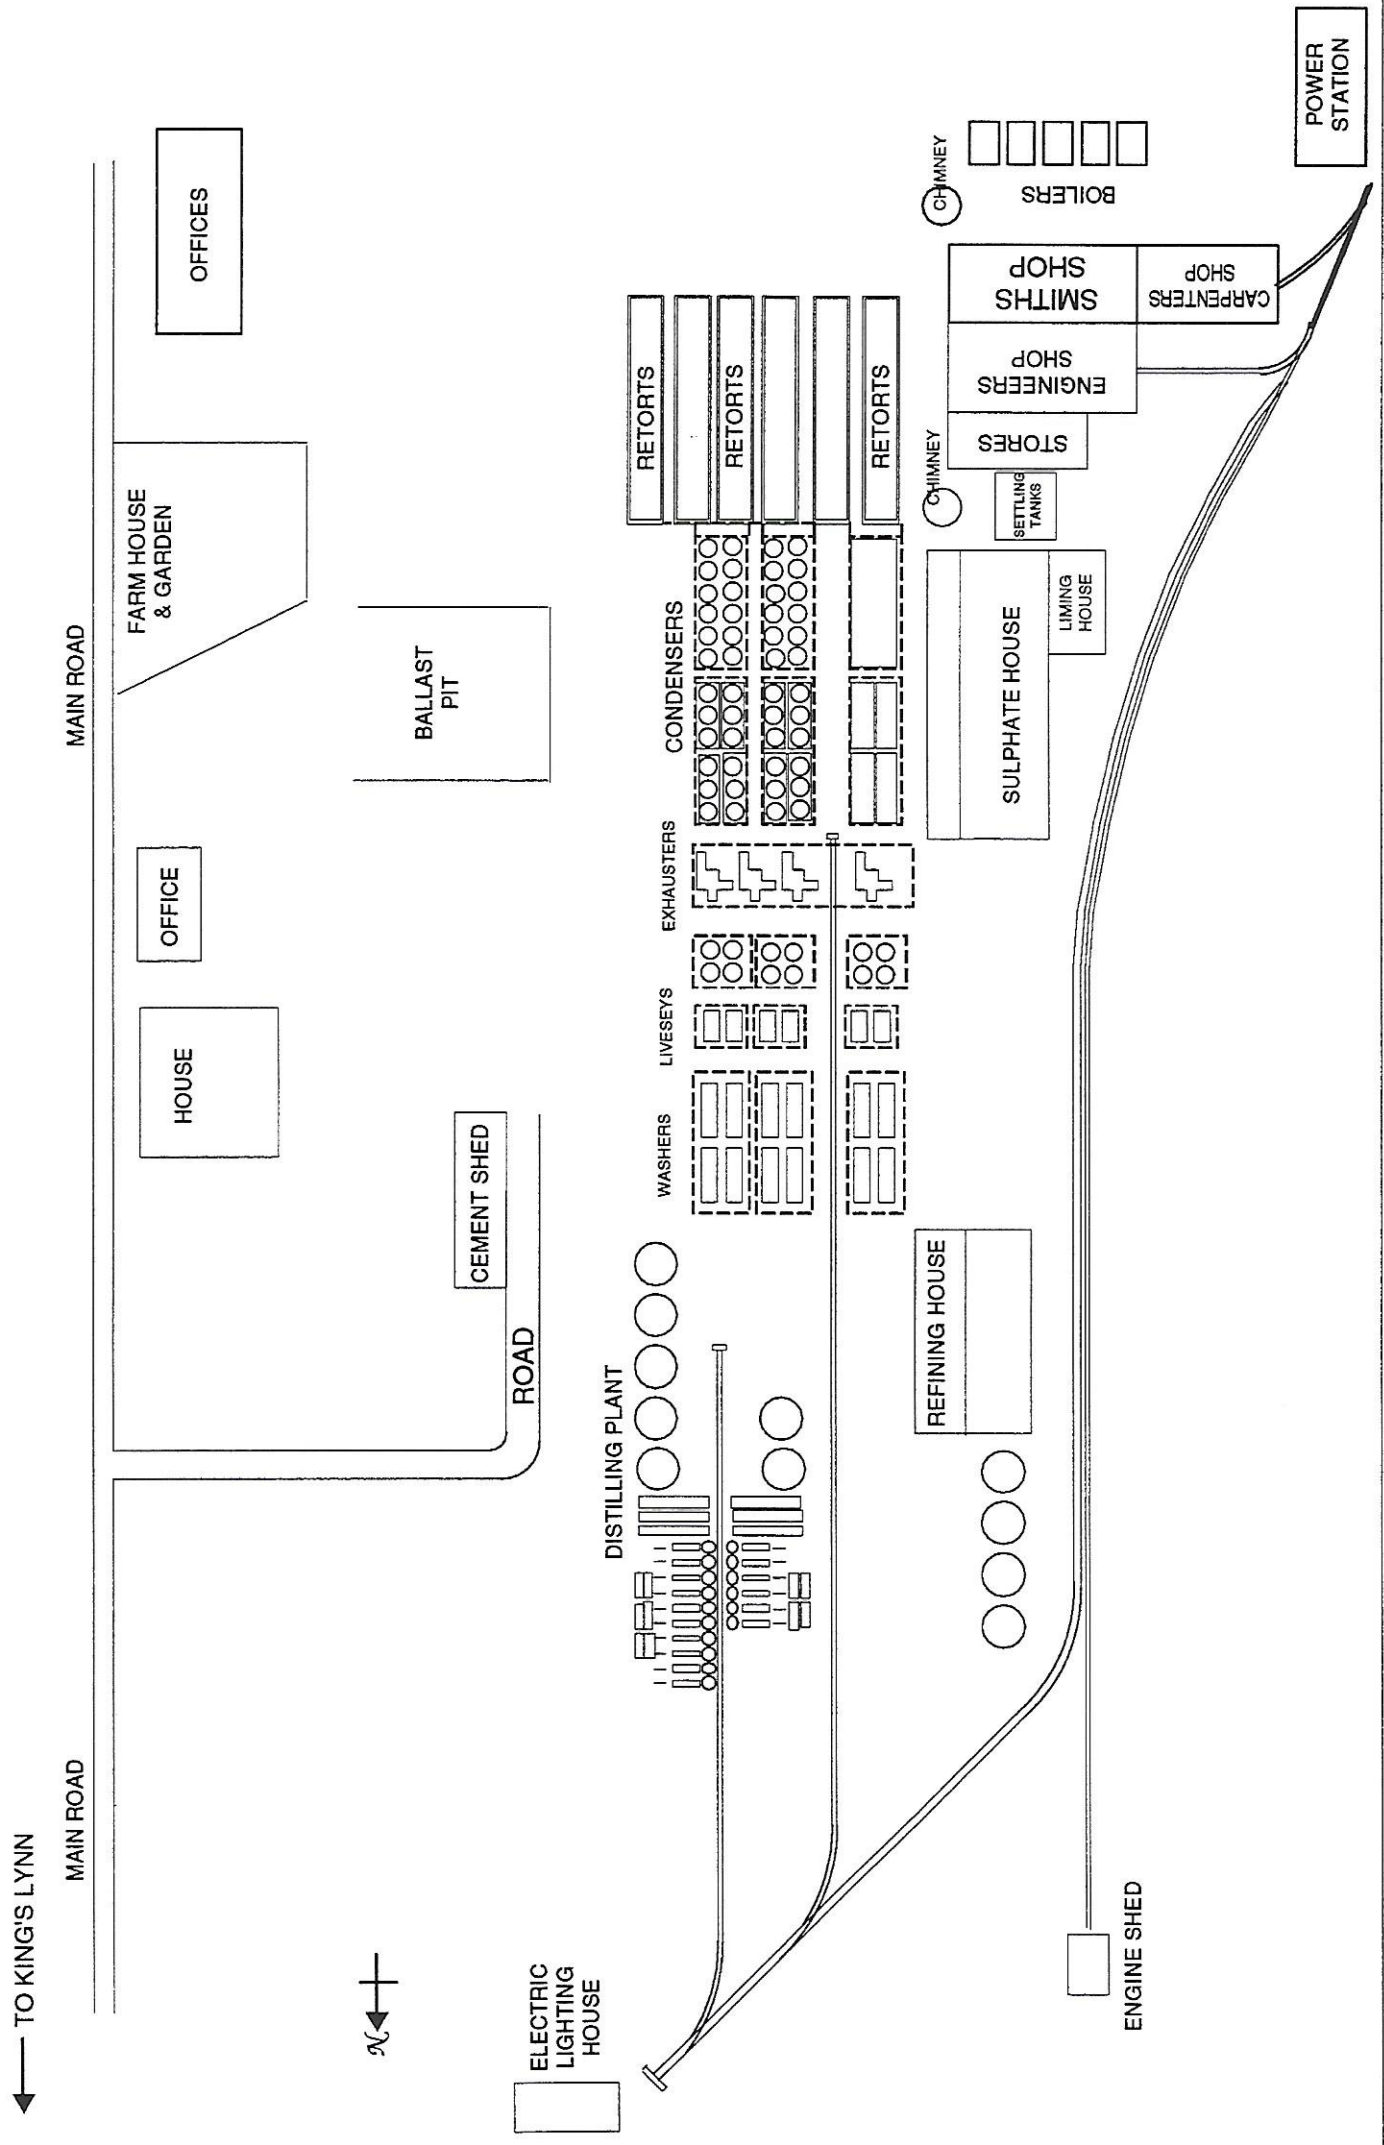 TO KING'S LYNN
MAIN ROAD
MAIN ROAD
HOUSE
OFFICE
FARM HOUSE
& GARDEN
OFFICES
N
ROAD
CEMENT SHED
BALLAST
PIT
ELECTRIC
LIGHTING
HOUSE
DISTILLING PLANT
WASHERS
LIVESEYS
EXHAUSTERS
CONDENSERS
RETORTS
RETORTS
RETORTS
REFINING HOUSE
SULPHATE HOUSE
LIMING
HOUSE
CHIMNEY
SETTLING
TANKS
STORES
ENGINEERS
SHOP
SMITHS
SHOP
CARPENTERS
SHOP
CHIMNEY
BOILERS
ENGINE SHED
POWER
STATION